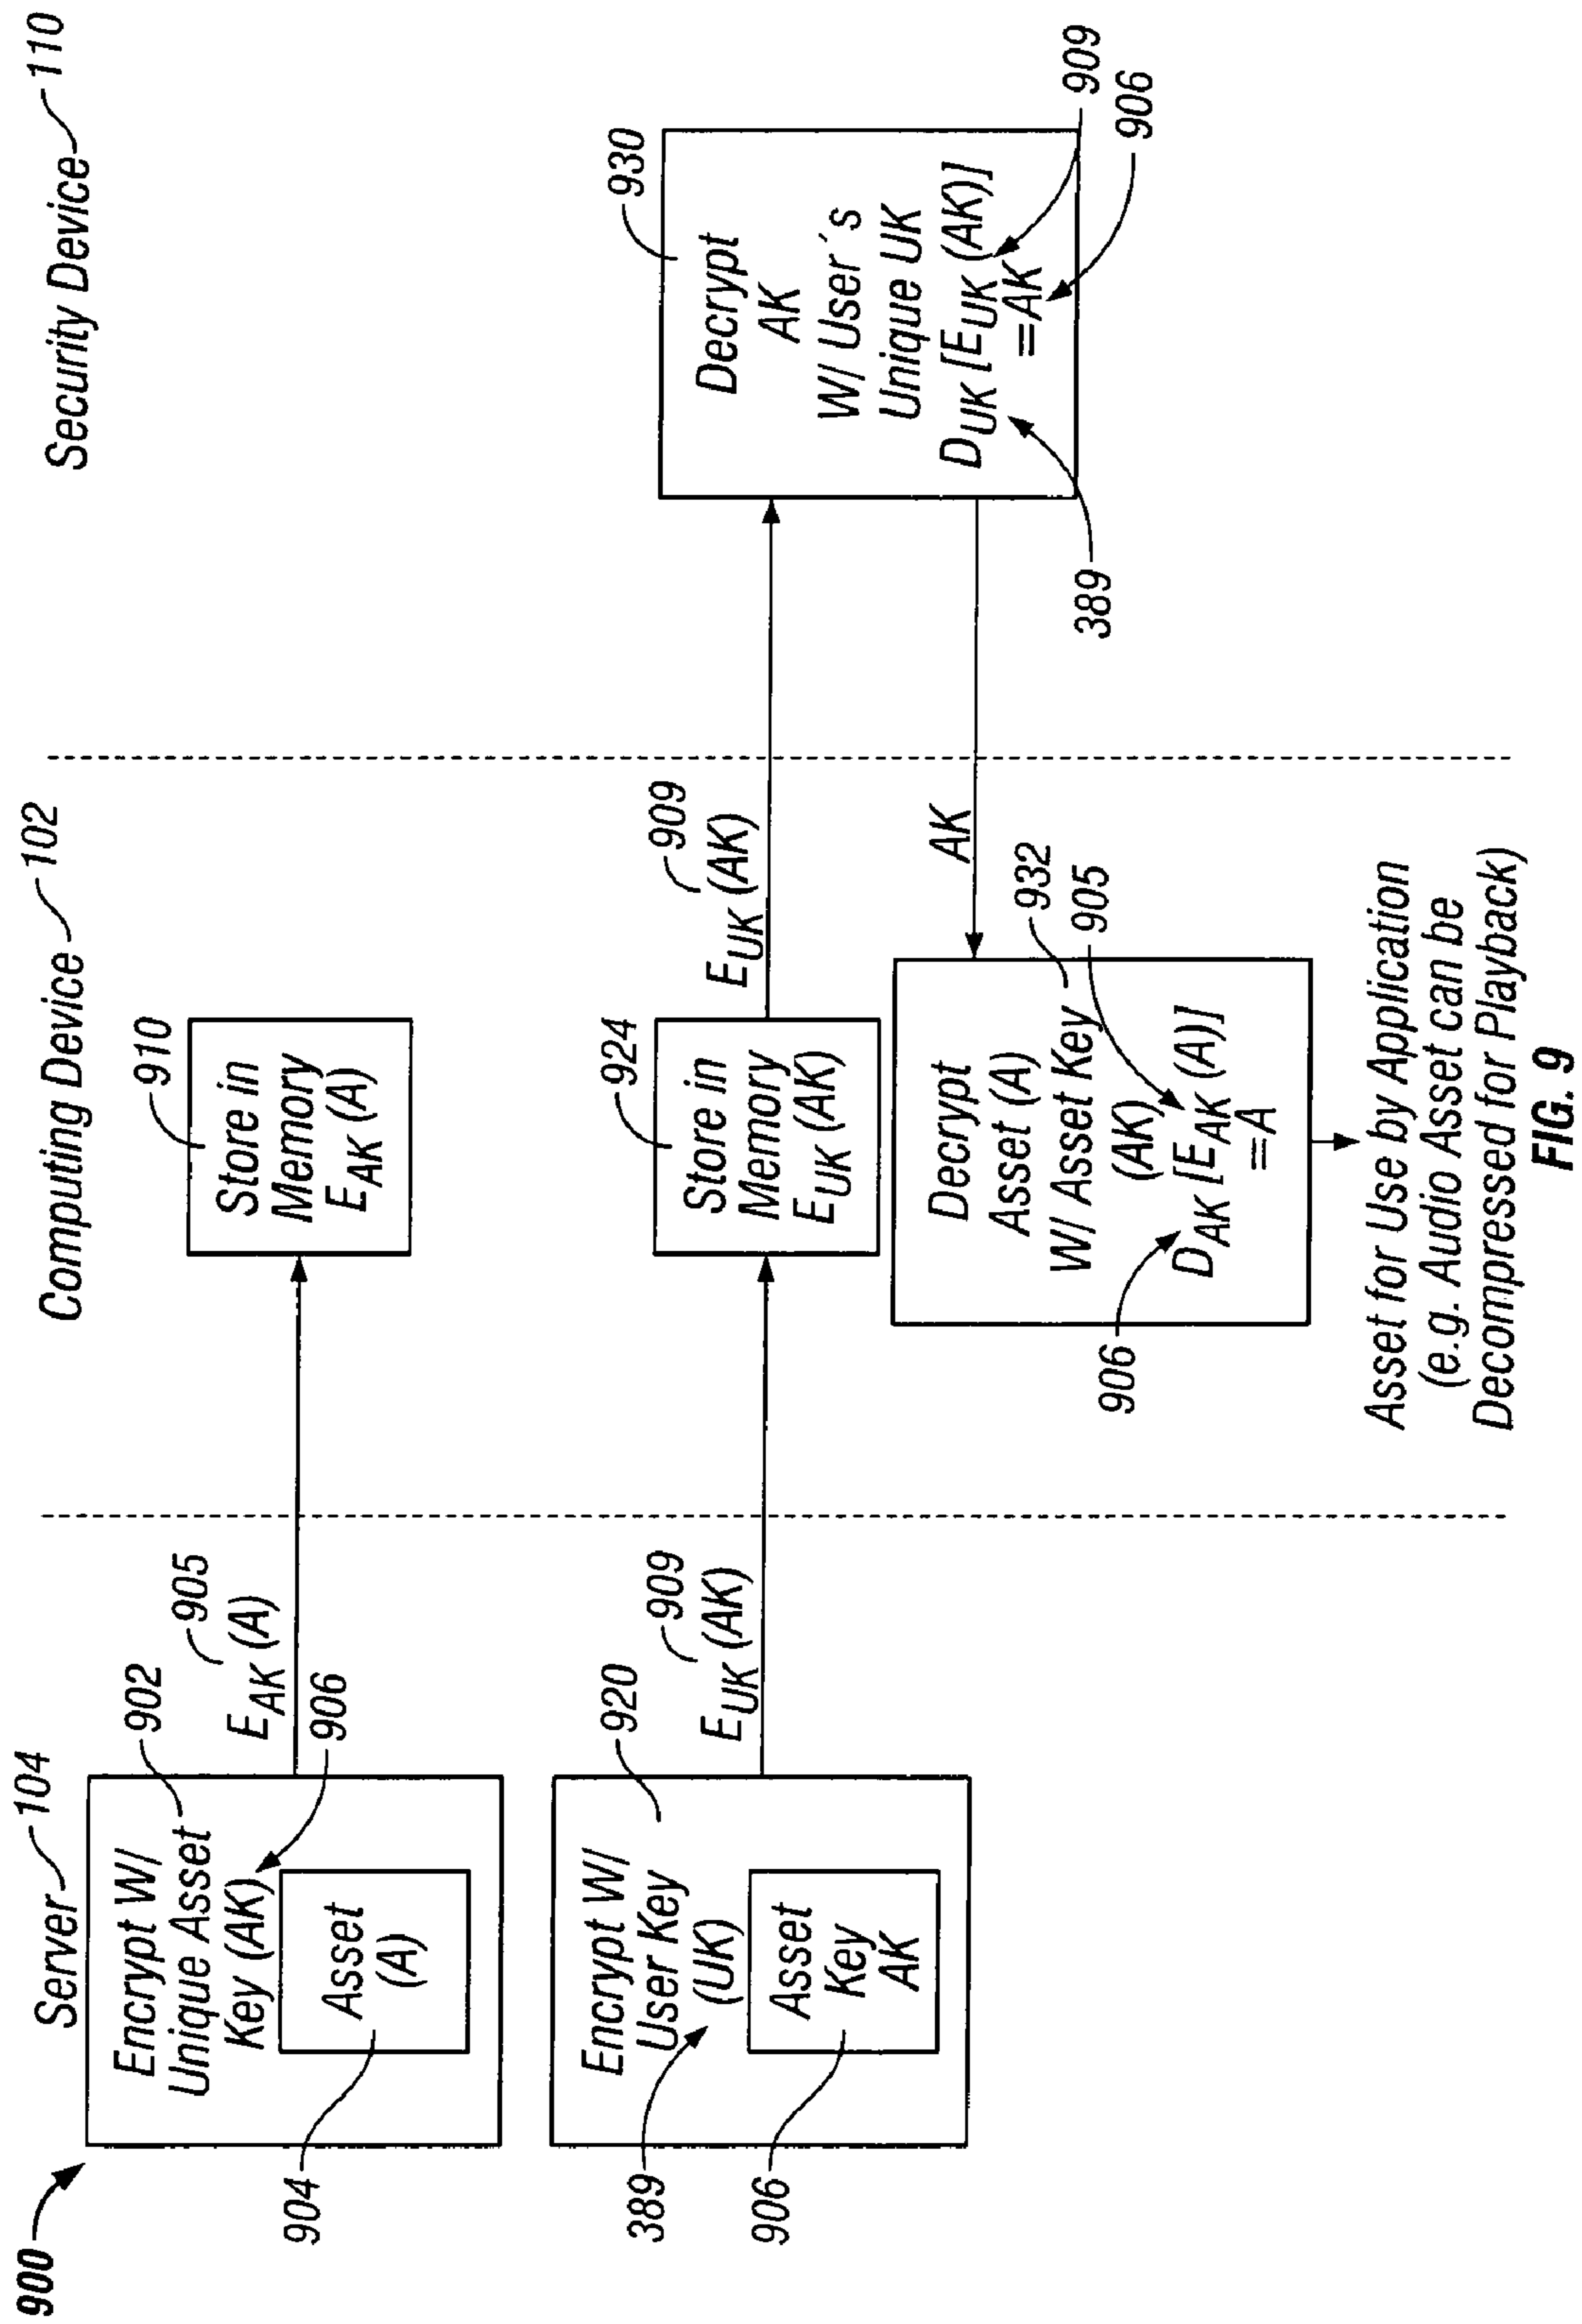 900
Server 104
Computing Device 102
Security Device 110
902
Encrypt W/
Unique Asset
Key (AK)
906
Asset
(A)
904
905
E_AK (A)
910
Store in
Memory
E_AK (A)
920
Encrypt W/
User Key
(UK)
389
Asset
Key
AK
906
909
E_UK (AK)
924
Store in
Memory
E_UK (AK)
909
E_UK (AK)
930
Decrypt
AK
W/ User's
Unique UK
D_UK [E_UK (AK)]
=AK
909
906
389
AK
932
905
Decrypt
Asset (A)
W/ Asset Key
(AK)
D_AK [E_AK (A)]
=A
906
Asset for Use by Application
(e.g. Audio Asset can be
Decompressed for Playback)
FIG. 9